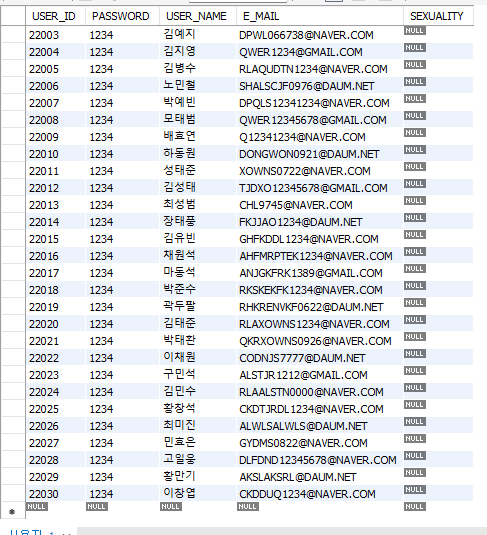 USER_ID PASSWORD USER_NAME E_MAIL SEXUALITY
22003 1234 김예지 DPWL066738@NAVER.COM NULL
22004 1234 김지영 QWER1234@GMAIL.COM NULL
22005 1234 김병수 RLAQUDTN1234@NAVER.COM NULL
22006 1234 노민철 SHALSCJF0976@DAUM.NET NULL
22007 1234 박예빈 DPQLS12341234@NAVER.COM NULL
22008 1234 모태범 QWER12345678@GMAIL.COM NULL
22009 1234 배효연 Q12341234@NAVER.COM NULL
22010 1234 하동원 DONGWON0921@DAUM.NET NULL
22011 1234 성태준 XOWNS0722@NAVER.COM NULL
22012 1234 김성태 TJDXO12345678@GMAIL.COM NULL
22013 1234 최성범 CHL9745@NAVER.COM NULL
22014 1234 장태풍 FKJJAO1234@DAUM.NET NULL
22015 1234 김유빈 GHFKDDL1234@NAVER.COM NULL
22016 1234 채원석 AHFMRPTEK1234@NAVER.COM NULL
22017 1234 마동석 ANJGKFRK1389@GMAIL.COM NULL
22018 1234 박준수 RKSKEKFK1234@NAVER.COM NULL
22019 1234 곽두팔 RHKRENVKF0622@DAUM.NET NULL
22020 1234 김태준 RLAXOWNS1234@NAVER.COM NULL
22021 1234 박태환 QKRXOWNS0926@NAVER.COM NULL
22022 1234 이채원 CODNJS7777@DAUM.NET NULL
22023 1234 구민석 ALSTJR1212@GMAIL.COM NULL
22024 1234 김민수 RLAALSTN0000@NAVER.COM NULL
22025 1234 황창석 CKDTJRDL1234@NAVER.COM NULL
22026 1234 최미진 ALWLSALWLS@DAUM.NET NULL
22027 1234 민효은 GYDMS0822@NAVER.COM NULL
22028 1234 고일웅 DLFDND12345678@NAVER.COM NULL
22029 1234 황만기 AKSLAKSRL@DAUM.NET NULL
22030 1234 이창엽 CKDDUQ1234@NAVER.COM NULL
NULL NULL NULL NULL NULL